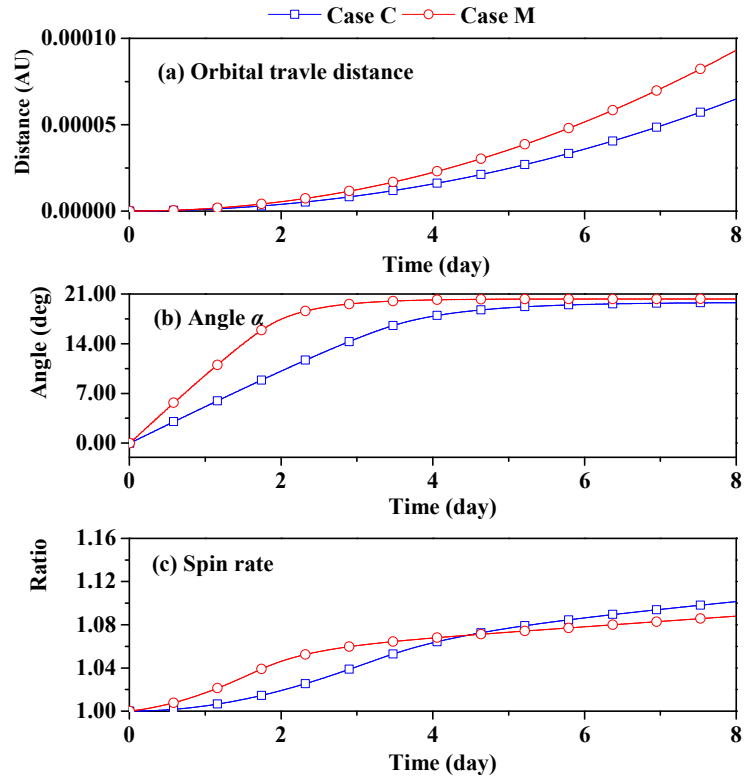 Case C Case M
(a) Orbital travle distance
Distance (AU)
0.00010
0.00005
0.00000
0 2 4 6 8
Time (day)
(b) Angle α
Angle (deg)
21.00
14.00
7.00
0.00
0 2 4 6 8
Time (day)
(c) Spin rate
Ratio
1.16
1.12
1.08
1.04
1.00
0 2 4 6 8
Time (day)